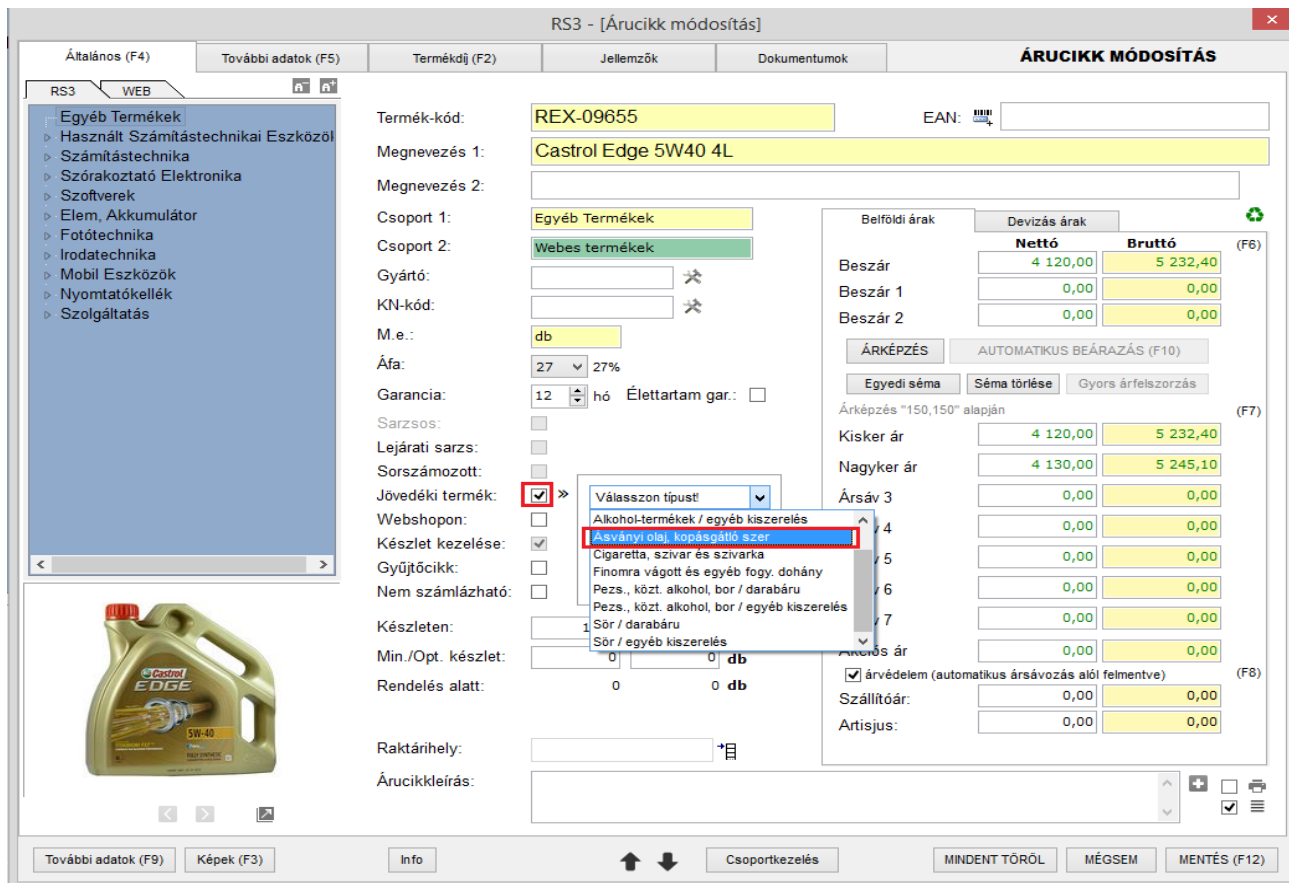 RS3 - [Árucikk módosítás]
Általános (F4)
További adatok (F5)
Termékdíj (F2)
Jellemzők
Dokumentumok
ÁRUCIKK MÓDOSÍTÁS
RS3
WEB
Egyéb Termékek
Használt Számítástechnikai Eszközök
Számítástechnika
Szórakoztató Elektronika
Szoftverek
Elem, Akkumulátor
Fotótechnika
Irodatechnika
Mobil Eszközök
Nyomtatókellék
Szolgáltatás
Castrol
EDGE
5W-40
Termék-kód: REX-09655 EAN:
Megnevezés 1: Castrol Edge 5W40 4L
Megnevezés 2:
Csoport 1: Egyéb Termékek
Csoport 2: Webes termékek
Gyártó:
KN-kód:
M.e.: db
Áfa: 27 27%
Garancia: 12 hó Élettartam gar.:
Sarzsos:
Lejárati sarzs:
Sorszámozott:
Jövedéki termék: » Válasszon típust!
Webshopon:
Készlet kezelése:
Gyűjtőcikk:
Nem számlázható:
Alkohol-termékek / egyéb kiszerelés
Ásványi olaj, kopásgátló szer
Cigaretta, szivar és szivarka
Finomra vágott és egyéb fogy. dohány
Pezs., közt. alkohol, bor / darabáru
Pezs., közt. alkohol, bor / egyéb kiszerelés
Sör / darabáru
Sör / egyéb kiszerelés
Készleten: 1
Min./Opt. készlet: 0 0 db
Rendelés alatt: 0 0 db
Raktárihely:
Árucikkleírás:
Belföldi árak
Devizás árak
Nettó Bruttó (F6)
Beszár 4 120,00 5 232,40
Beszár 1 0,00 0,00
Beszár 2 0,00 0,00
ÁRKÉPZÉS
AUTOMATIKUS BEÁRAZÁS (F10)
Egyedi séma
Séma törlése
Gyors árfelszorzás
Árképzés "150,150" alapján (F7)
Kisker ár 4 120,00 5 232,40
Nagyker ár 4 130,00 5 245,10
Ársáv 3 0,00 0,00
4 0,00 0,00
5 0,00 0,00
6 0,00 0,00
7 0,00 0,00
Akciós ár 0,00 0,00
árvédelem (automatikus ársávozás alól felmentve) (F8)
Szállítóár: 0,00 0,00
Artisjus: 0,00 0,00
További adatok (F9)
Képek (F3)
Info
Csoportkezelés
MINDENT TÖRÖL
MÉGSEM
MENTÉS (F12)